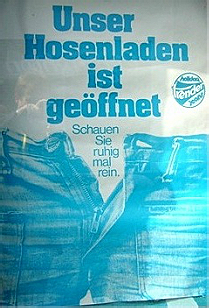 Unser
Hosenladen
ist
geöffnet
Schauen
Sie
ruhig
mal
rein.